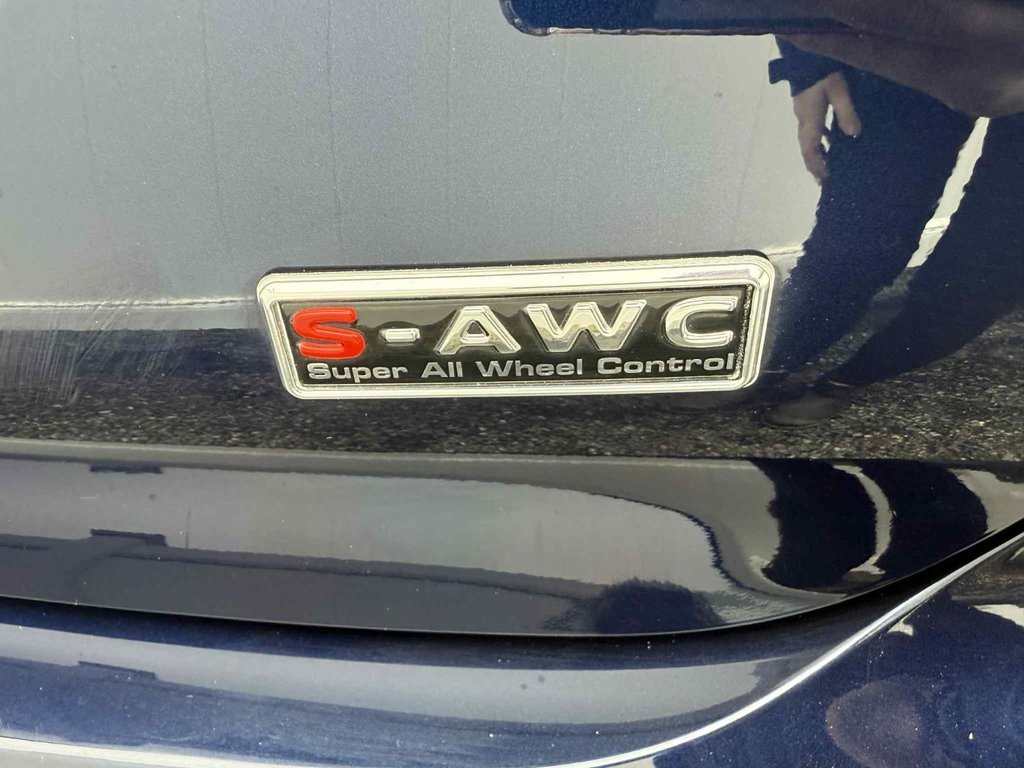 S-AWC
Super All Wheel Control